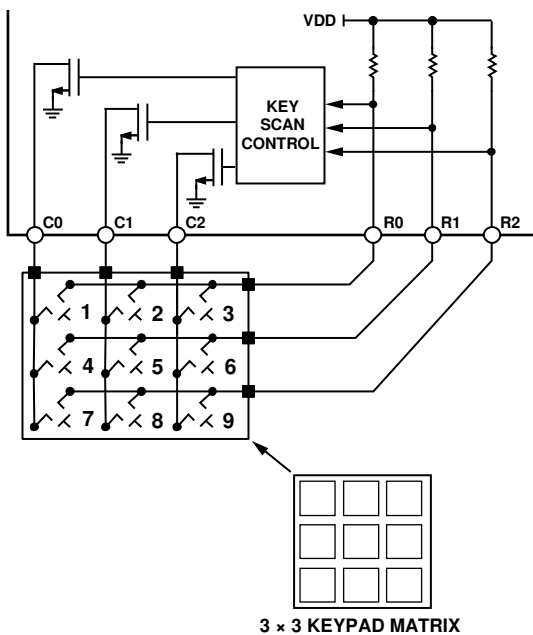 VDD
KEY
SCAN
CONTROL
C0 C1 C2 R0 R1 R2
1 2 3
4 5 6
7 8 9
3 × 3 KEYPAD MATRIX